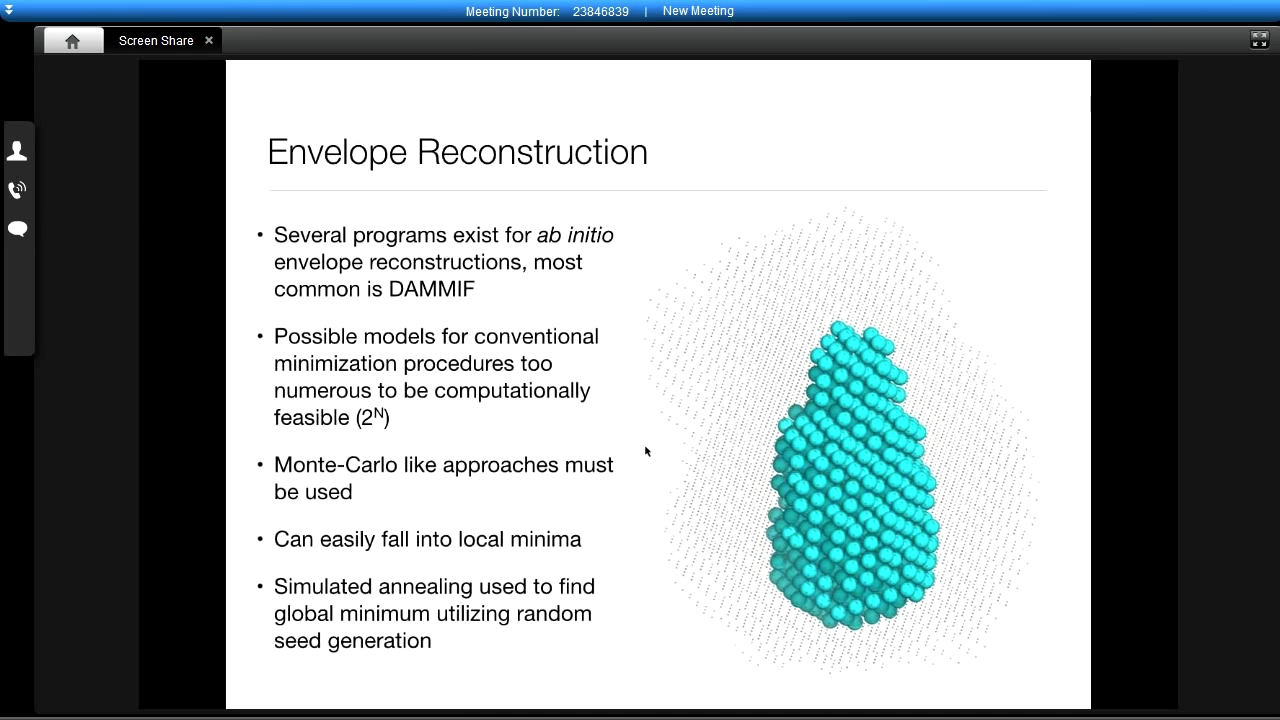 Meeting Number: 23846839 | New Meeting
Screen Share
Envelope Reconstruction
• Several programs exist for ab initio
envelope reconstructions, most
common is DAMMIF
• Possible models for conventional
minimization procedures too
numerous to be computationally
feasible (2ᴺ)
• Monte-Carlo like approaches must
be used
• Can easily fall into local minima
• Simulated annealing used to find
global minimum utilizing random
seed generation